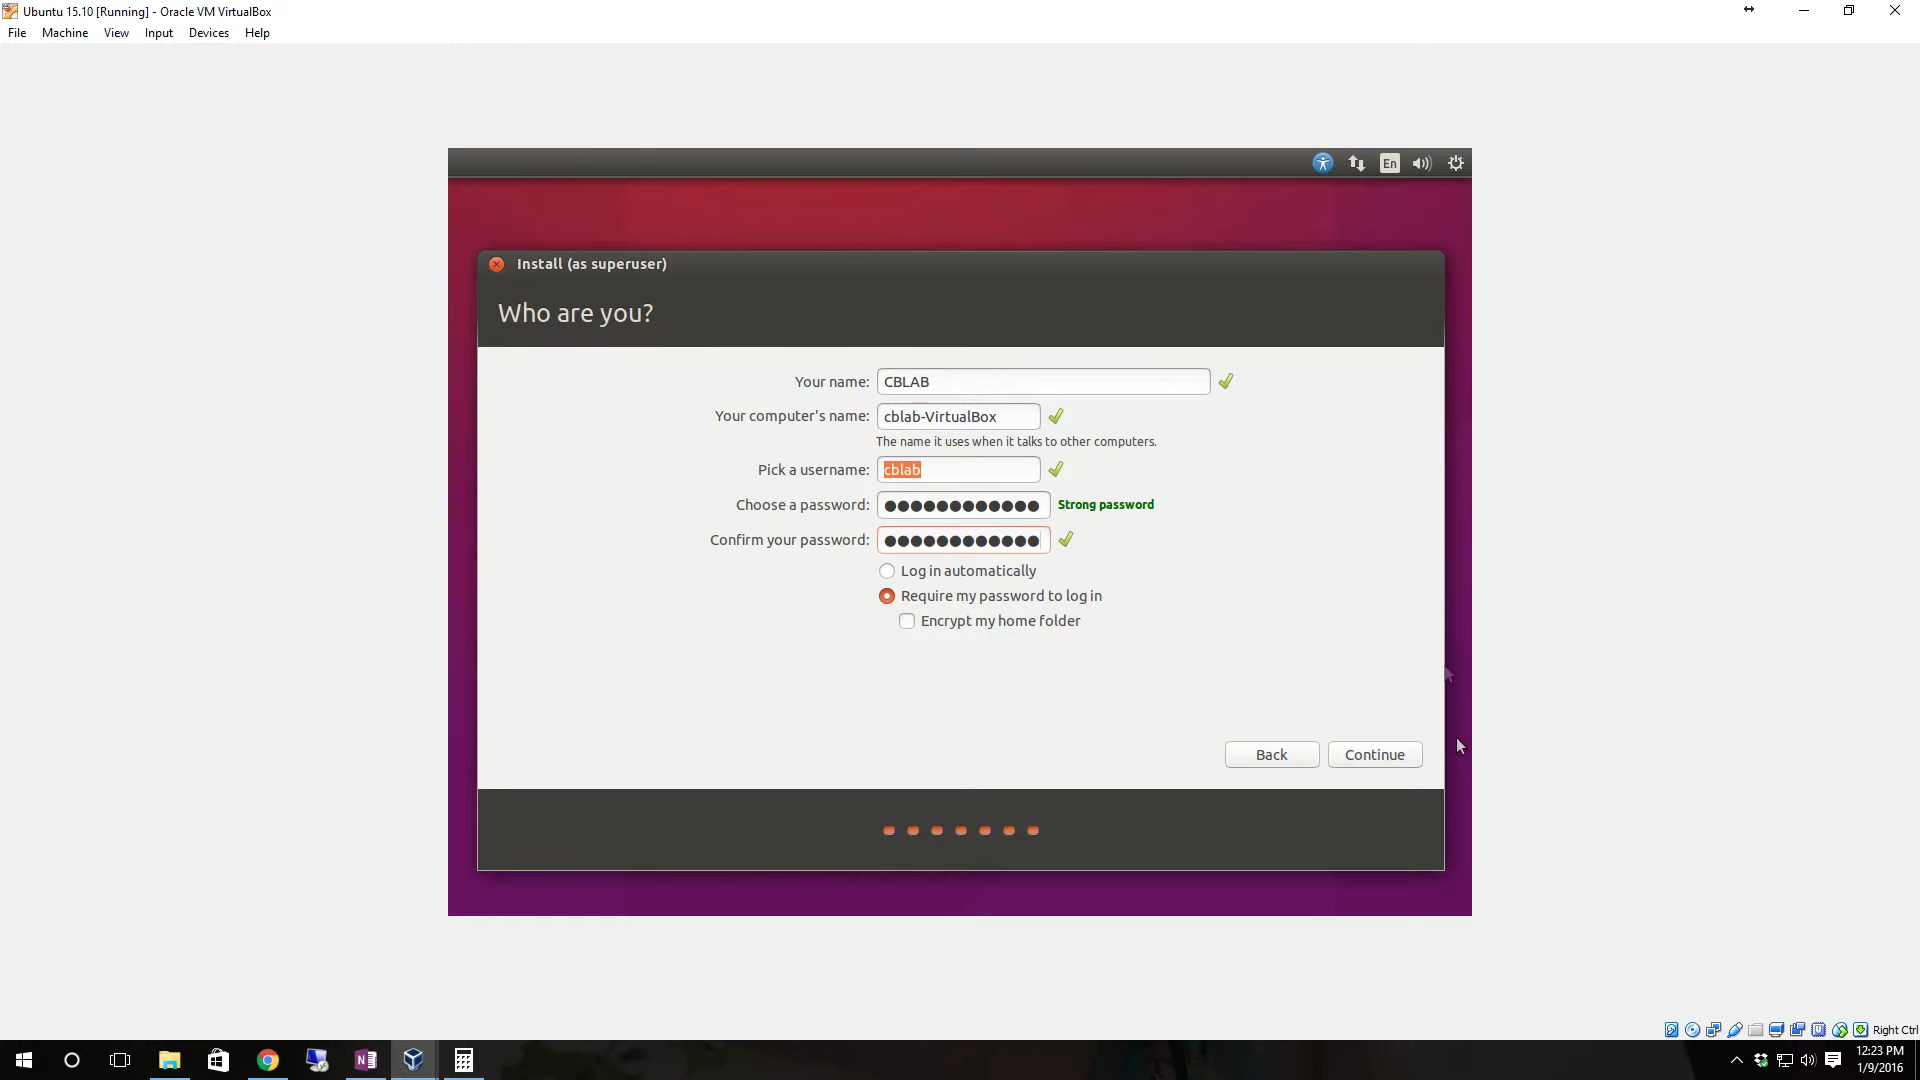 Ubuntu 15.10 [Running] - Oracle VM VirtualBox
File Machine View Input Devices Help
En
Install (as superuser)
Who are you?
Your name: CBLAB
Your computer's name: cblab-VirtualBox
The name it uses when it talks to other computers.
Pick a username: cblab
Choose a password: ●●●●●●●●●●●● Strong password
Confirm your password: ●●●●●●●●●●●●
Log in automatically
Require my password to log in
Encrypt my home folder
Back Continue
Right Ctrl
N
12:23 PM
1/9/2016